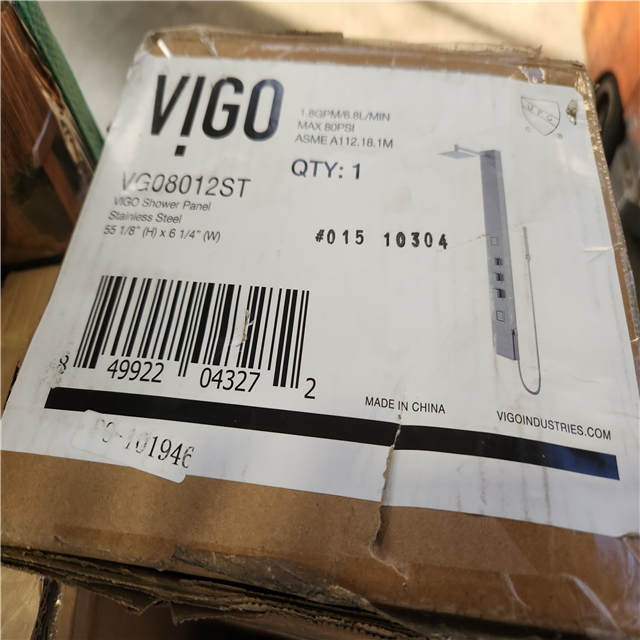 VIGO
1.8GPM/6.8L/MIN
MAX 80PSI
ASME A112.18.1M
UPC
QTY: 1
VG08012ST
VIGO Shower Panel
Stainless Steel
55 1/8" (H) x 6 1/4" (W)
#015 10304
8 49922 04327 2
MADE IN CHINA
VIGOINDUSTRIES.COM
-101946